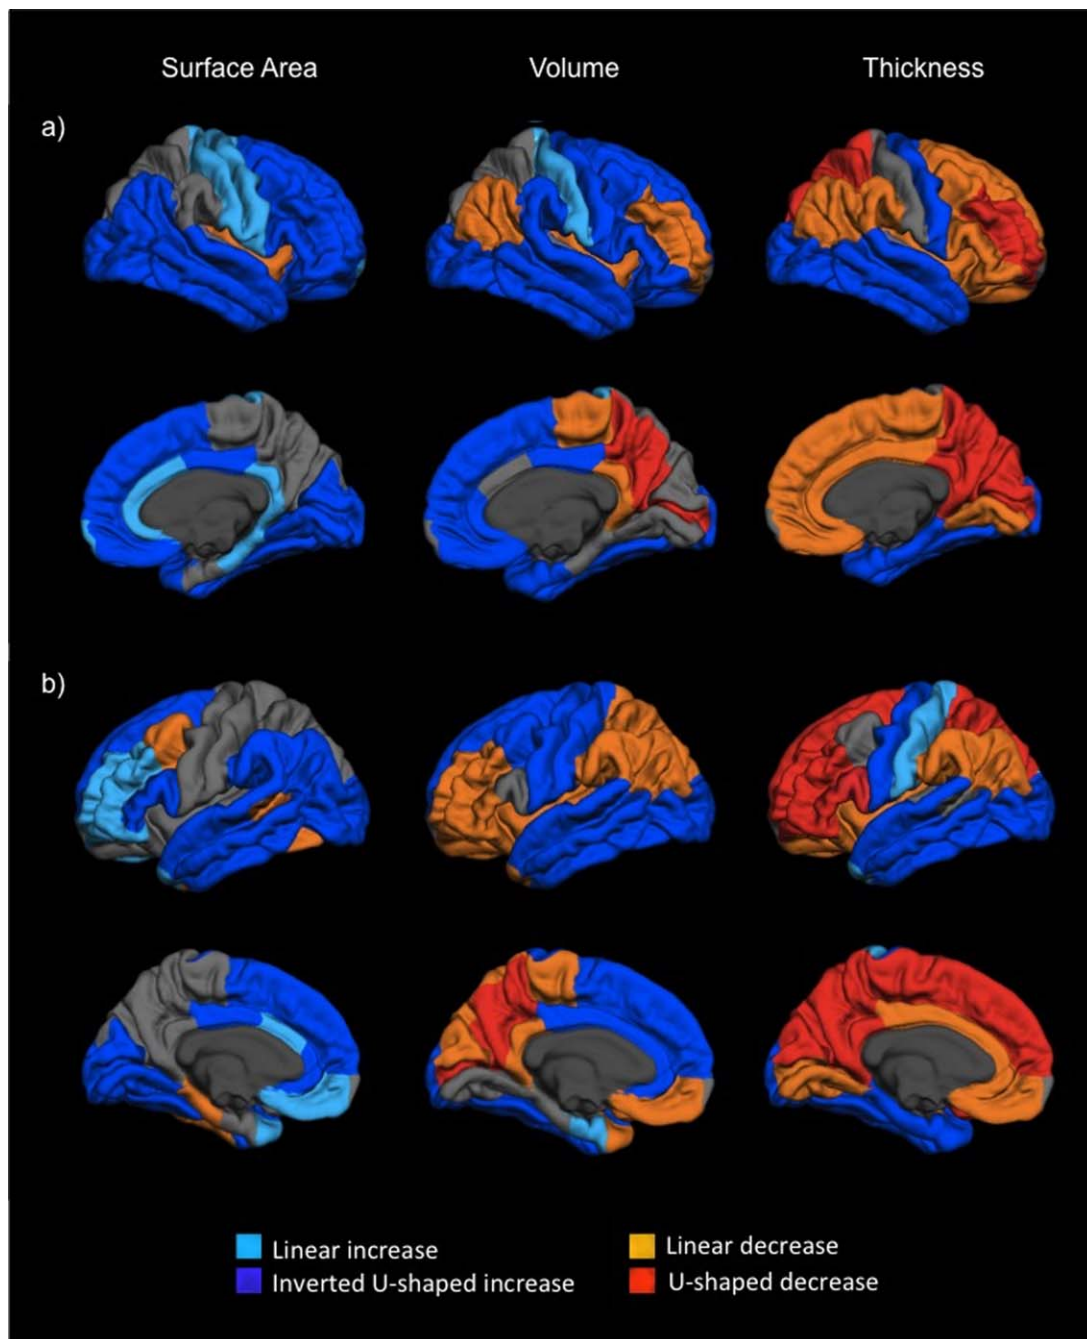 Surface Area Volume Thickness
a)
b)
Linear increase Linear decrease
Inverted U-shaped increase U-shaped decrease